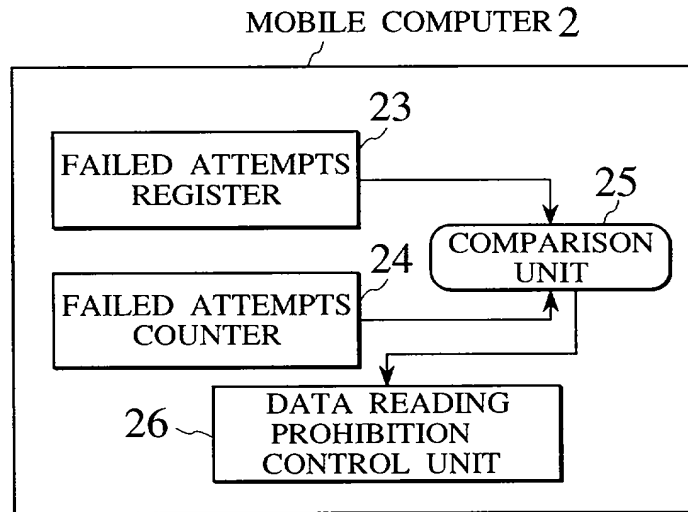 MOBILE COMPUTER 2
23
FAILED ATTEMPTS
REGISTER
25
COMPARISON
UNIT
24
FAILED ATTEMPTS
COUNTER
26
DATA READING
PROHIBITION
CONTROL UNIT